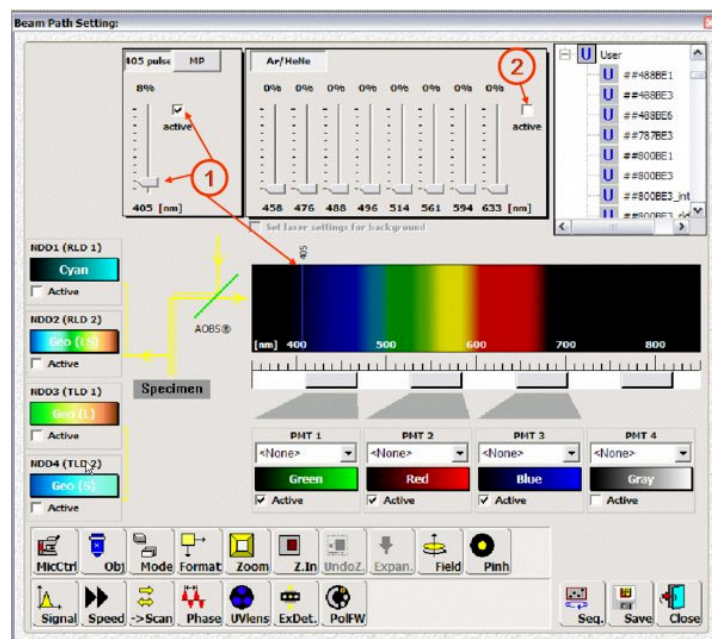 Beam Path Setting:
405 pulse MP
8%
active
405 [nm]
1
Ar/HeNe
0% 0% 0% 0% 0% 0% 0% 0%
2
active
458 476 488 496 514 561 594 633 [nm]
Set laser settings for background
User
##488BE1
##488BE3
##488BE6
##787BE3
##800BE1
##800BE3
##800BE3_int
NDD1 (RLD 1)
Cyan
Active
NDD2 (RLD 2)
Geo (LS)
Active
NDD3 (TLD 1)
Geo (L)
Active
NDD4 (TLD 2)
Geo (S)
Active
AOBS®
Specimen
405
[nm] 400 500 600 700 800
PMT 1 PMT 2 PMT 3 PMT 4
<None> <None> <None> <None>
Green Red Blue Gray
Active Active Active Active
MicCtrl Obj Mode Format Zoom Z.In UndoZ. Expan. Field Pinh
Signal Speed ->Scan Phase UVlens ExDet. PolFW
Seq. Save Close